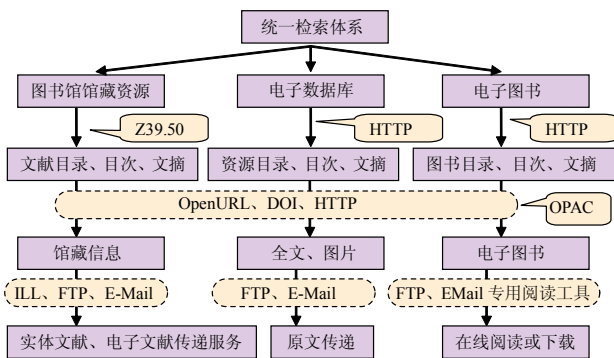 统一检索体系
图书馆馆藏资源 电子数据库 电子图书
Z39.50 HTTP HTTP
文献目录、目次、文摘 资源目录、目次、文摘 图书目录、目次、文摘
OpenURL、DOI、HTTP OPAC
馆藏信息 全文、图片 电子图书
ILL、FTP、E-Mail FTP、E-Mail FTP、EMail 专用阅读工具
实体文献、电子文献传递服务 原文传递 在线阅读或下载